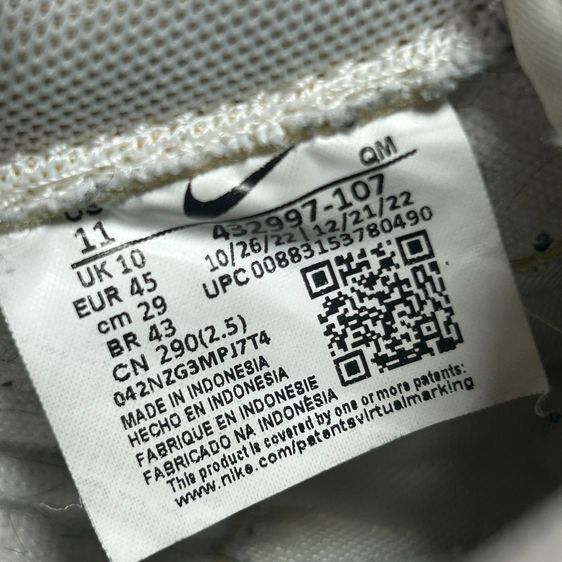 QM
US
11
432997-107
UK 10
10/26/22 | 12/21/22
EUR 45
UPC 00883153780490
cm 29
BR 43
CN 290(2.5)
042NZG3MPJ7T4
MADE IN INDONESIA
HECHO EN INDONESIA
FABRIQUE EN INDONESIE
FABRICADO NA INDONÉSIA
This product is covered by one or more patents:
www.nike.com/patentsvirtualmarking